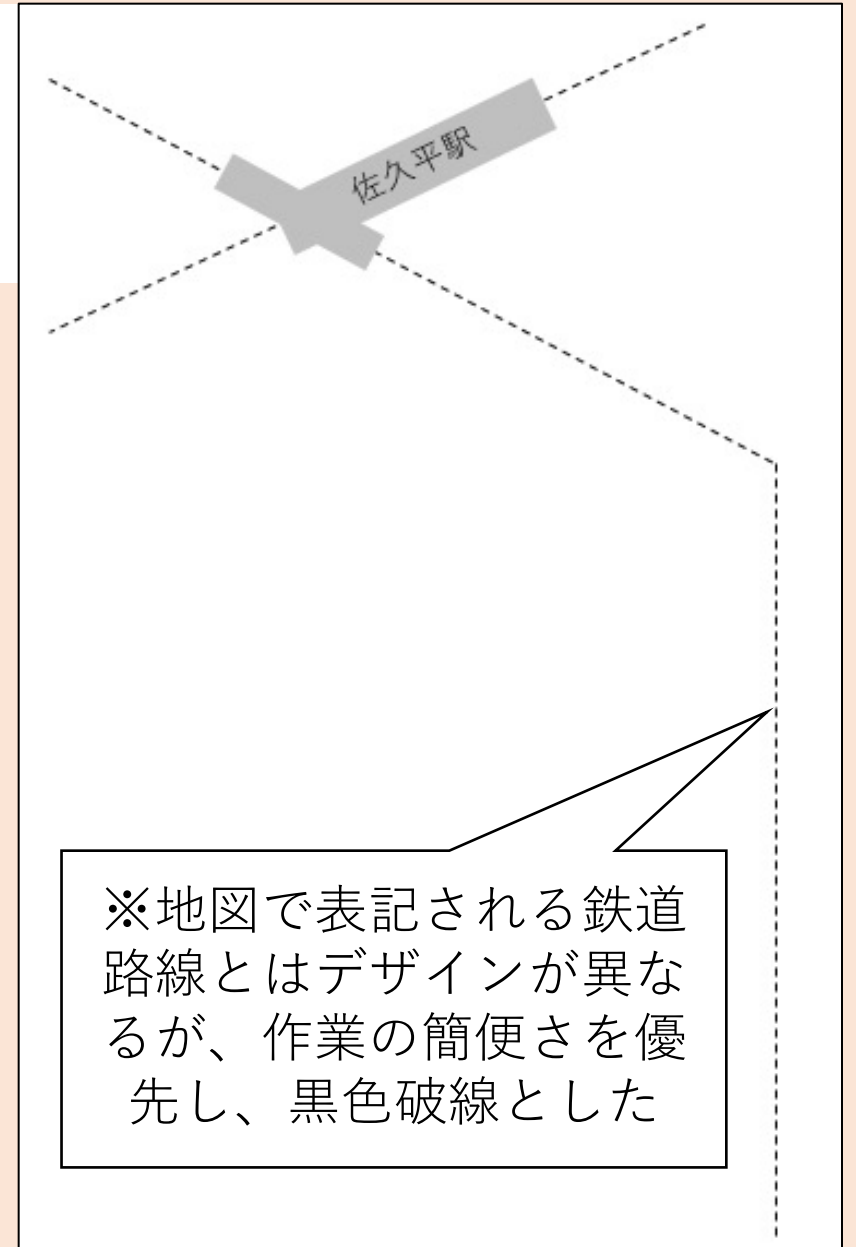 佐久平駅
※地図で表記される鉄道
路線とはデザインが異な
るが、作業の簡便さを優
先し、黒色破線とした